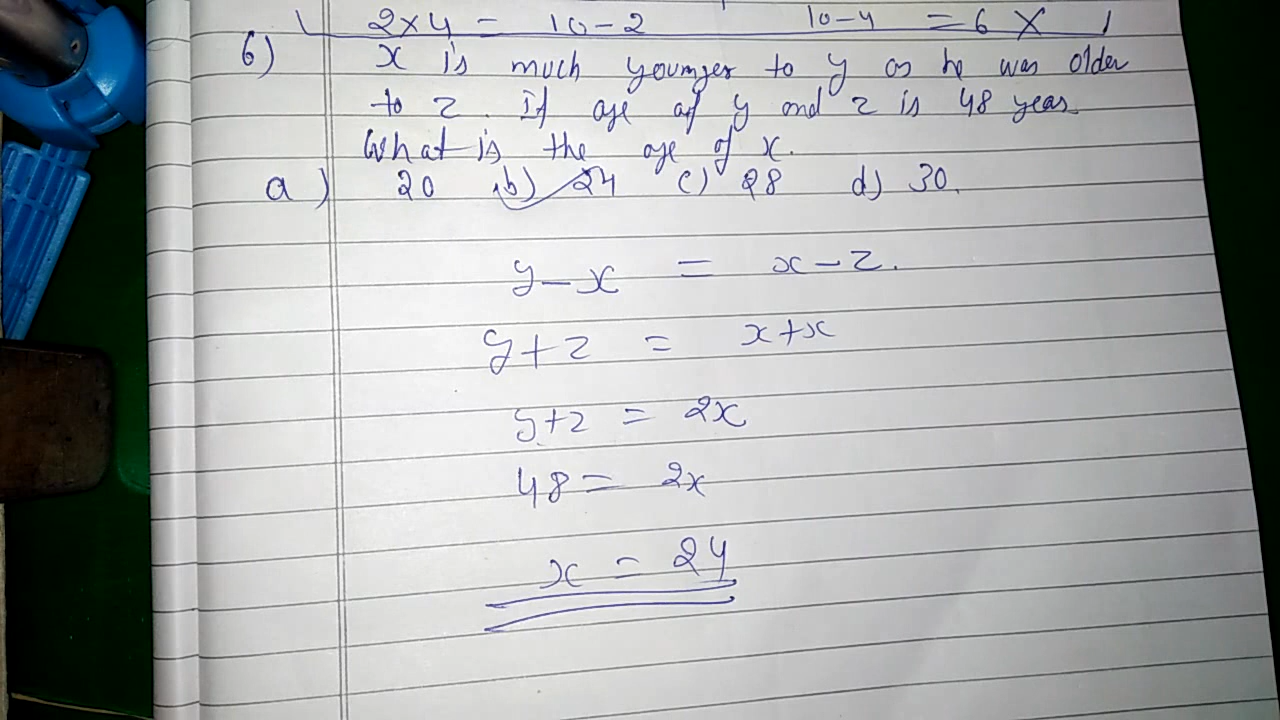 2×4 = 10-2 10-4 = 6 X
6) x is much younger to y as he was older
to z. If age of y and z is 48 years
What is the age of x.
a) 20 b) 24 c) 28 d) 30.
y-x = x-z.
y+z = x+x
y+z = 2x
48 = 2x
x = 24